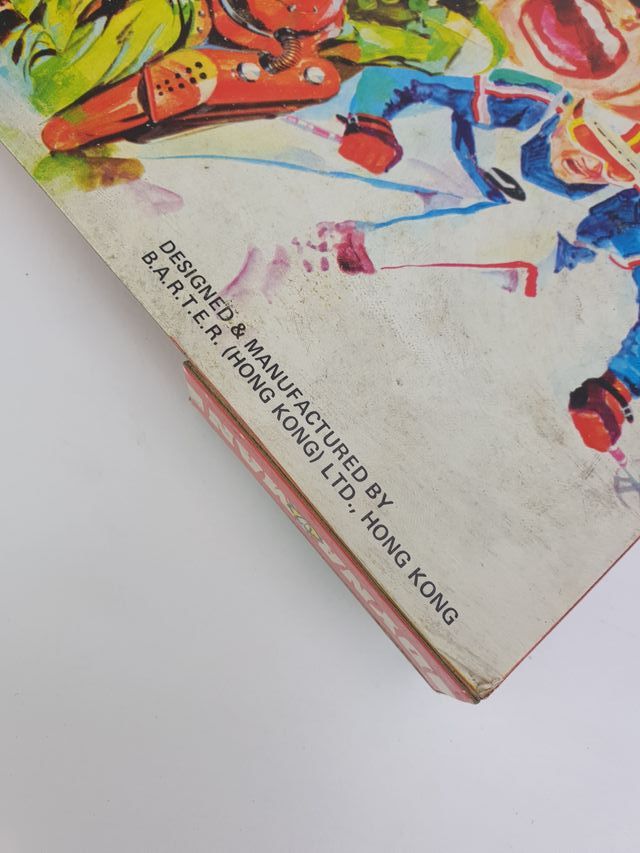 DESIGNED & MANUFACTURED BY
B.A.R.T.E.R. (HONG KONG) LTD., HONG KONG